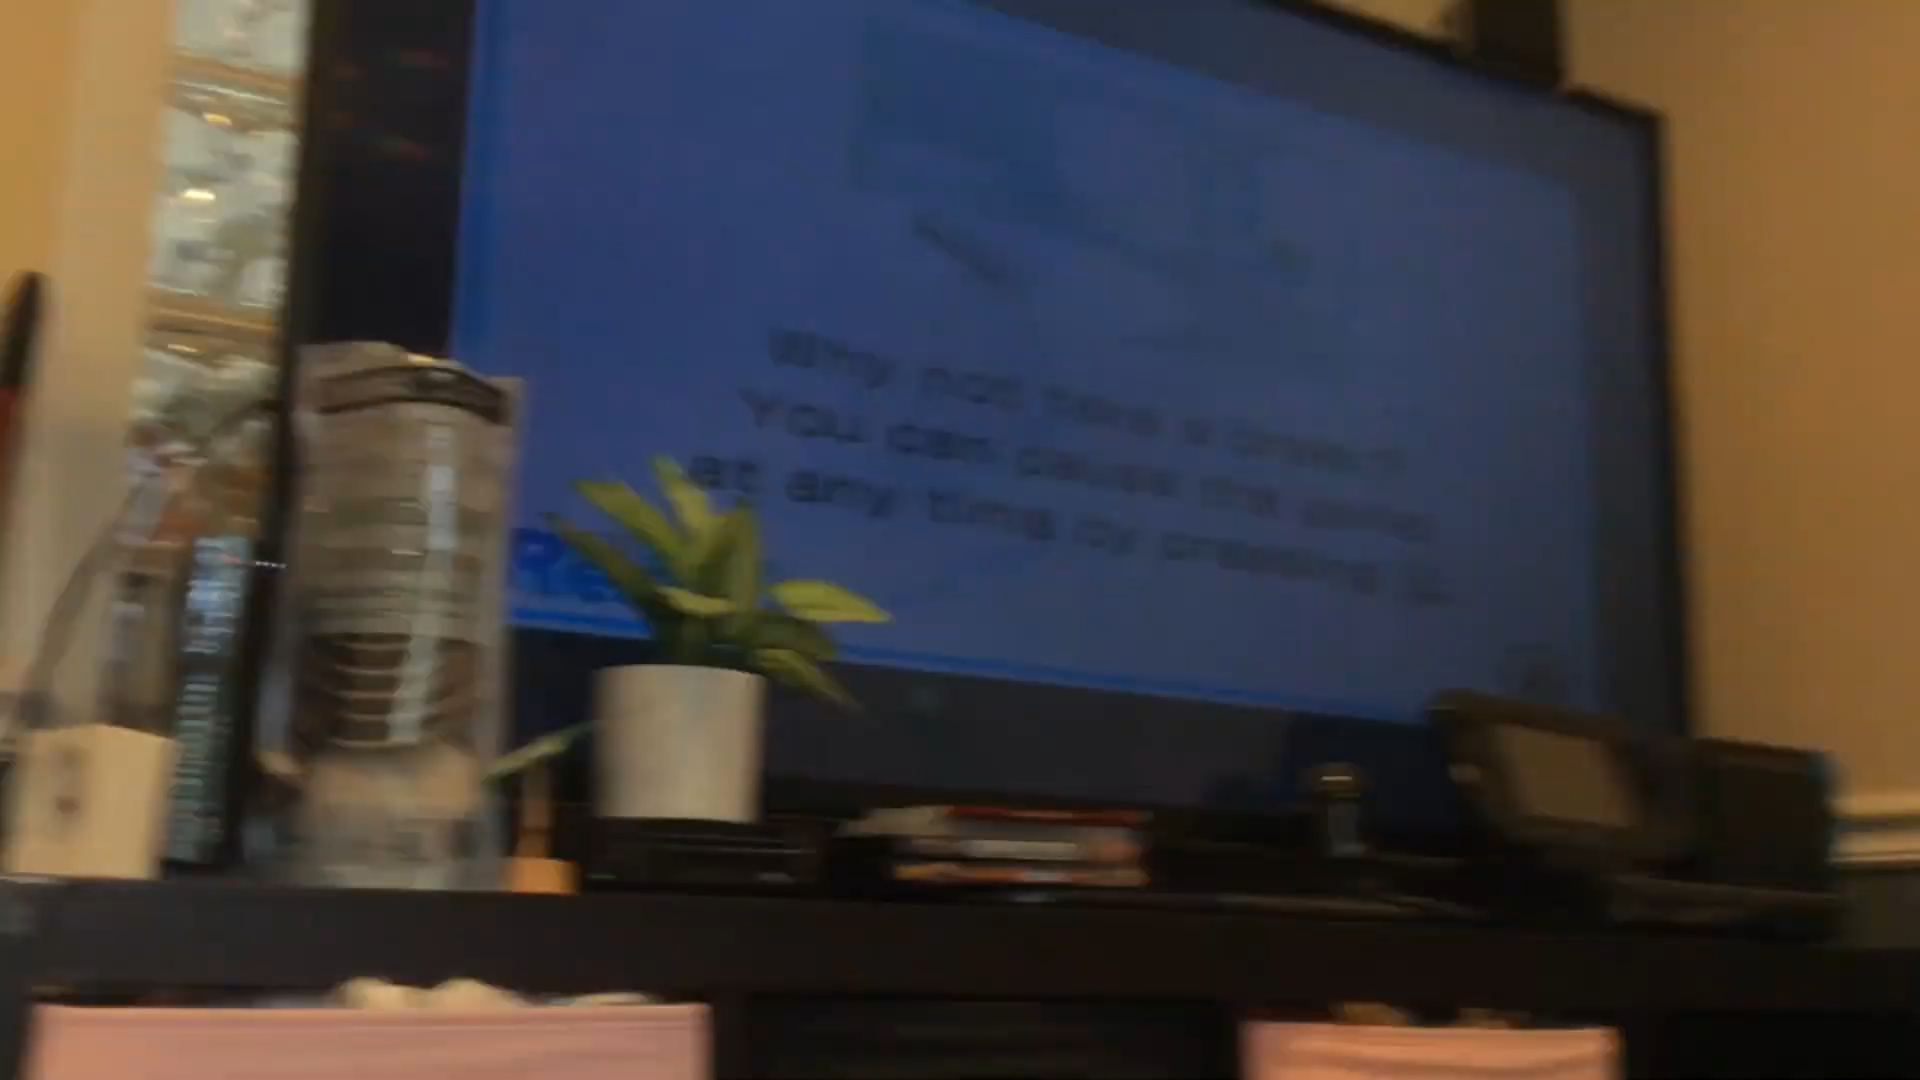 Why not take a break?
You can pause the game
at any time by pressing